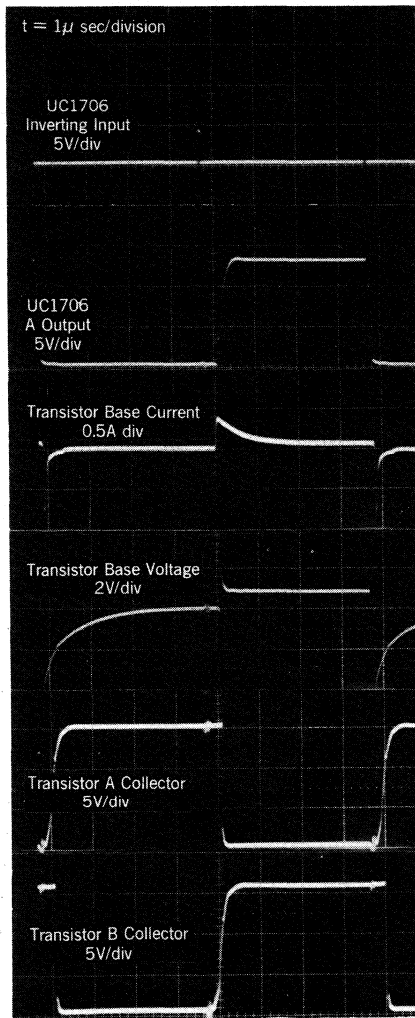 t = 1μ sec/division
UC1706
Inverting Input
5V/div
UC1706
A Output
5V/div
Transistor Base Current
0.5A div
Transistor Base Voltage
2V/div
Transistor A Collector
5V/div
Transistor B Collector
5V/div